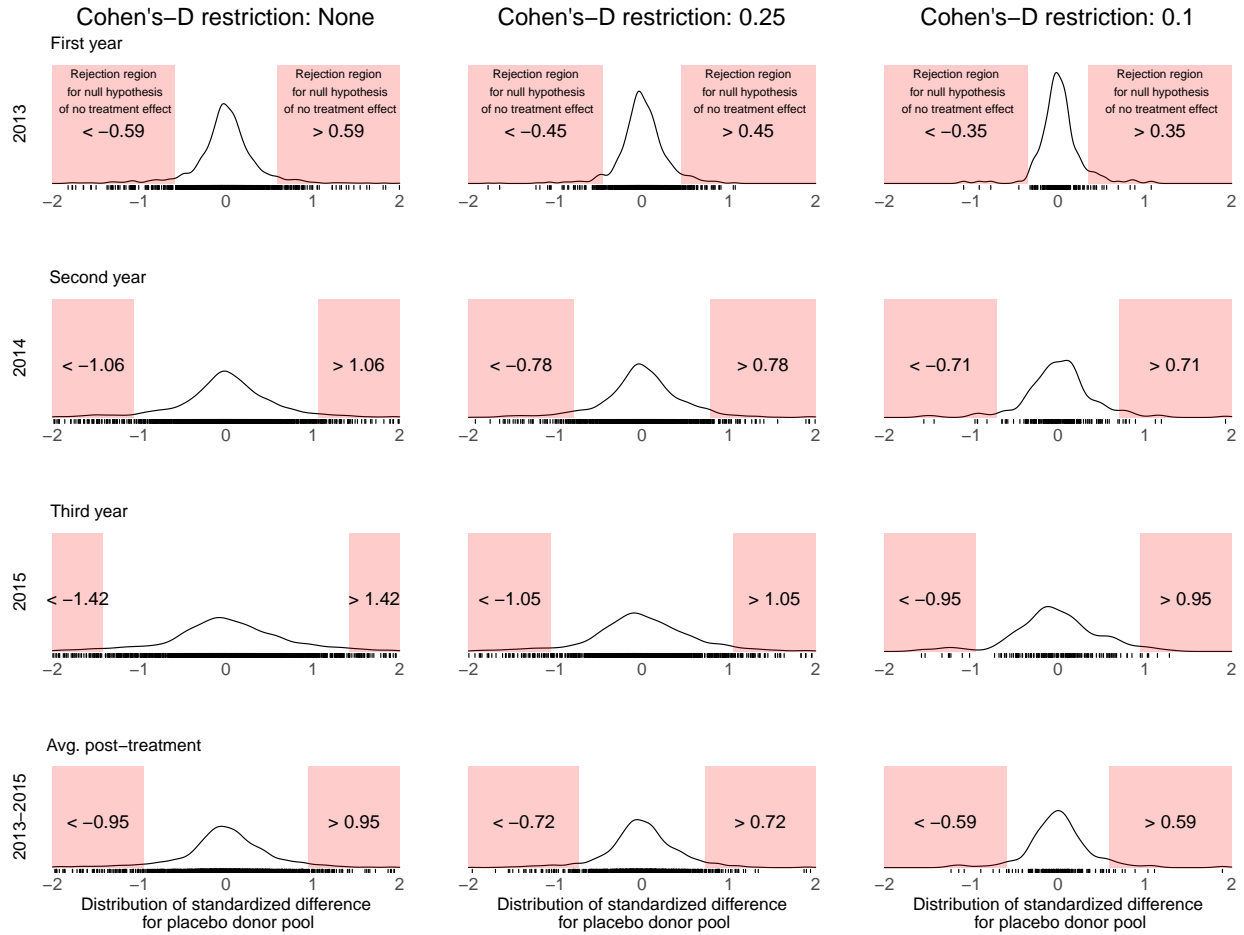 Cohen's−D restriction: None
Cohen's−D restriction: 0.25
Cohen's−D restriction: 0.1
First year
2013
Rejection region
for null hypothesis
of no treatment effect
< −0.59
Rejection region
for null hypothesis
of no treatment effect
> 0.59
−2 −1 0 1 2
Rejection region
for null hypothesis
of no treatment effect
< −0.45
Rejection region
for null hypothesis
of no treatment effect
> 0.45
−2 −1 0 1 2
Rejection region
for null hypothesis
of no treatment effect
< −0.35
Rejection region
for null hypothesis
of no treatment effect
> 0.35
−2 −1 0 1 2
Second year
2014
< −1.06
> 1.06
−2 −1 0 1 2
< −0.78
> 0.78
−2 −1 0 1 2
< −0.71
> 0.71
−2 −1 0 1 2
Third year
2015
< −1.42
> 1.42
−2 −1 0 1 2
< −1.05
> 1.05
−2 −1 0 1 2
< −0.95
> 0.95
−2 −1 0 1 2
Avg. post−treatment
2013−2015
< −0.95
> 0.95
−2 −1 0 1 2
Distribution of standardized difference
for placebo donor pool
< −0.72
> 0.72
−2 −1 0 1 2
Distribution of standardized difference
for placebo donor pool
< −0.59
> 0.59
−2 −1 0 1 2
Distribution of standardized difference
for placebo donor pool